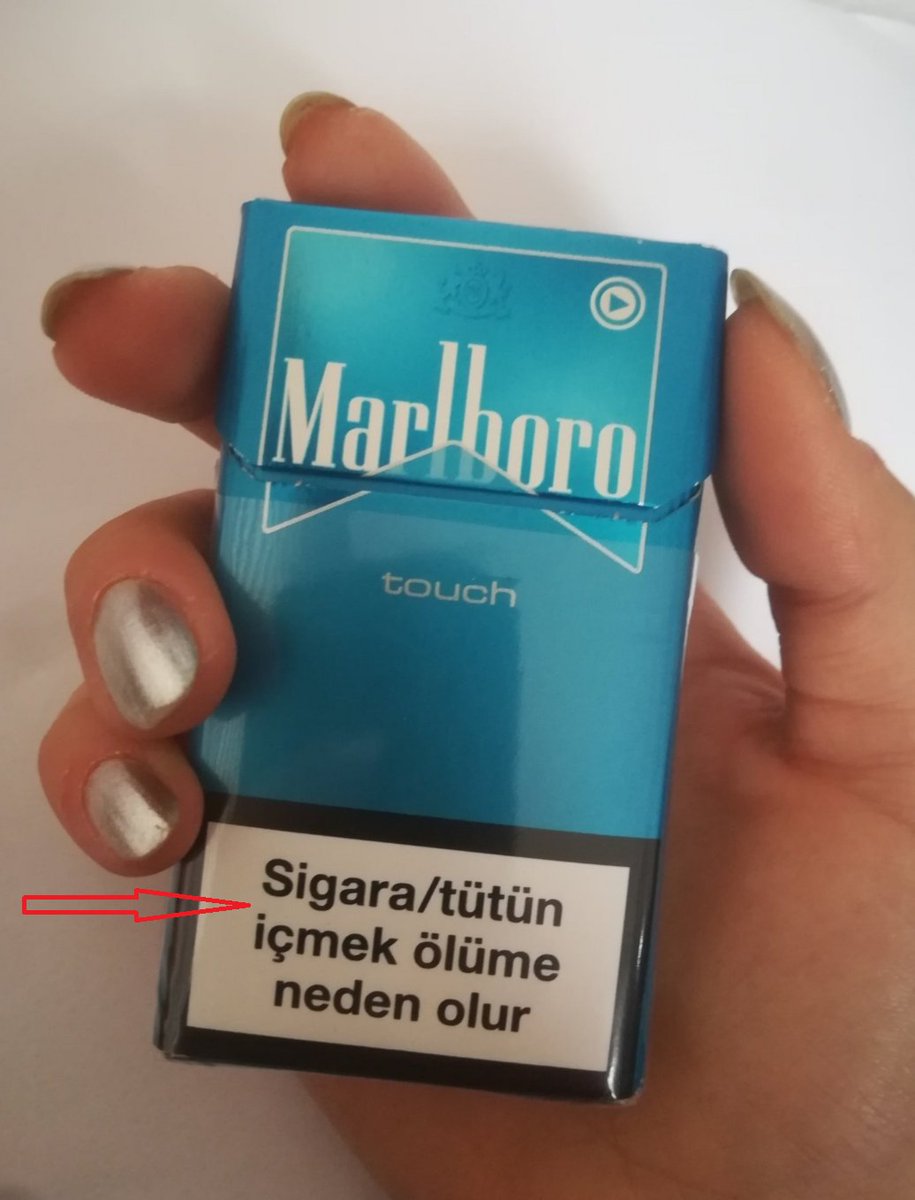 Marlboro
touch
Sigara/tütün
içmek ölüme
neden olur